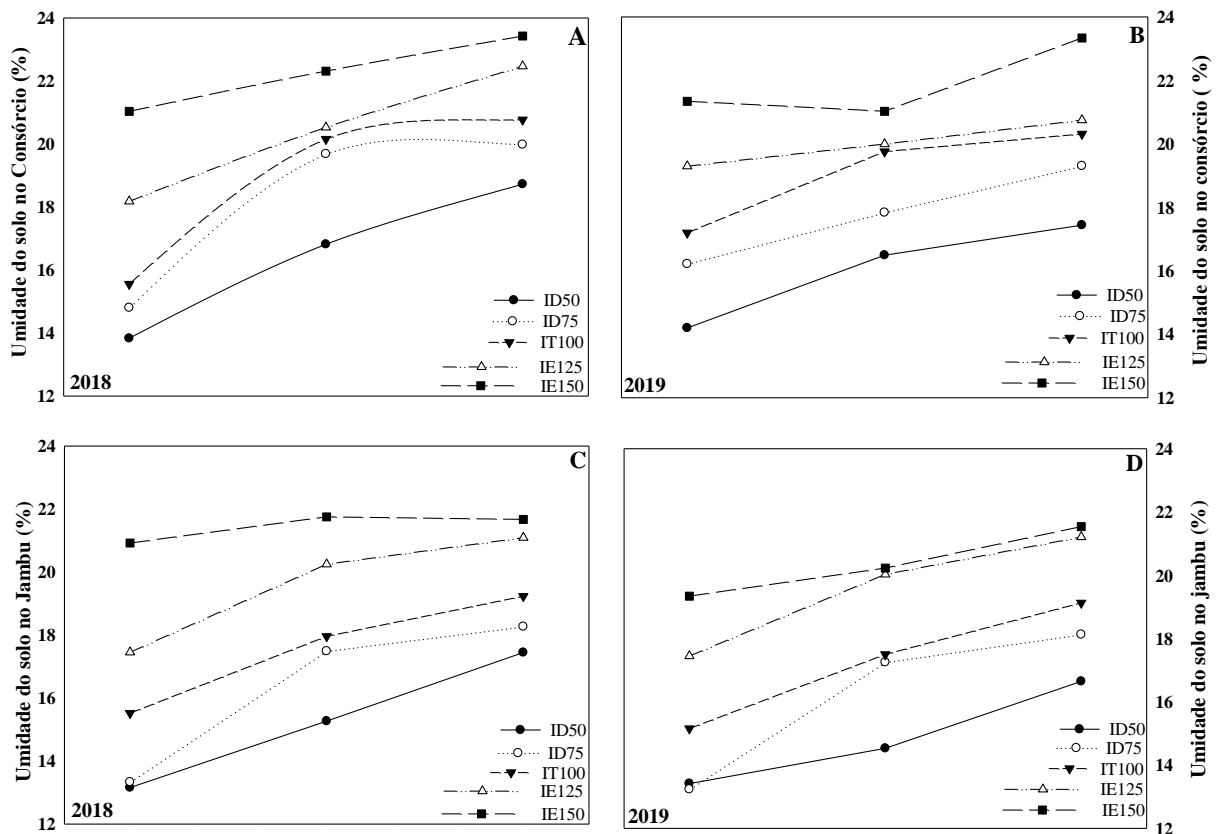 Umidade do solo no Consórcio (%)
24
22
20
18
16
14
12
A
ID50
ID75
IT100
IE125
IE150
2018
B
ID50
ID75
IT100
IE125
IE150
2019
24
22
20
18
16
14
12
Umidade do solo no consórcio ( %)
Umidade do solo no Jambu (%)
24
22
20
18
16
14
12
C
ID50
ID75
IT100
IE125
IE150
2018
D
ID50
ID75
IT100
IE125
IE150
2019
24
22
20
18
16
14
12
Umidade do solo no jambu (%)